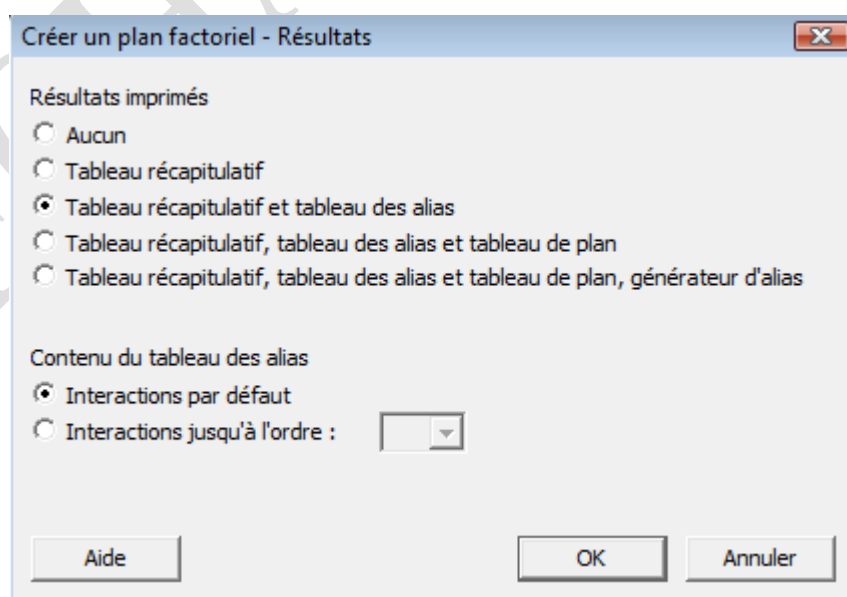 Créer un plan factoriel - Résultats
Résultats imprimés
Aucun
Tableau récapitulatif
Tableau récapitulatif et tableau des alias
Tableau récapitulatif, tableau des alias et tableau de plan
Tableau récapitulatif, tableau des alias et tableau de plan, générateur d'alias
Contenu du tableau des alias
Interactions par défaut
Interactions jusqu'à l'ordre :
Aide
OK
Annuler